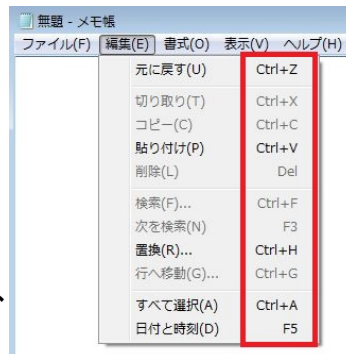 無題 - メモ帳
ファイル(F) 編集(E) 書式(O) 表示(V) ヘルプ(H)
元に戻す(U) Ctrl+Z
切り取り(T) Ctrl+X
コピー(C) Ctrl+C
貼り付け(P) Ctrl+V
削除(L) Del
検索(F)... Ctrl+F
次を検索(N) F3
置換(R)... Ctrl+H
行へ移動(G)... Ctrl+G
すべて選択(A) Ctrl+A
日付と時刻(D) F5